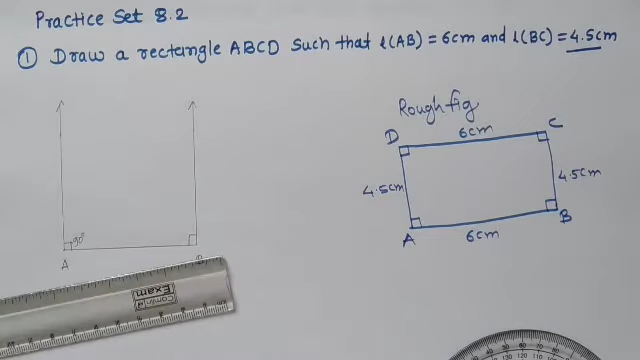 Practice Set 8.2
① Draw a rectangle ABCD Such that l(AB) = 6cm and l(BC) = 4.5cm
Rough fig
D 6cm C
4.5cm 4.5cm
A 6cm B
90°
A B
Exam